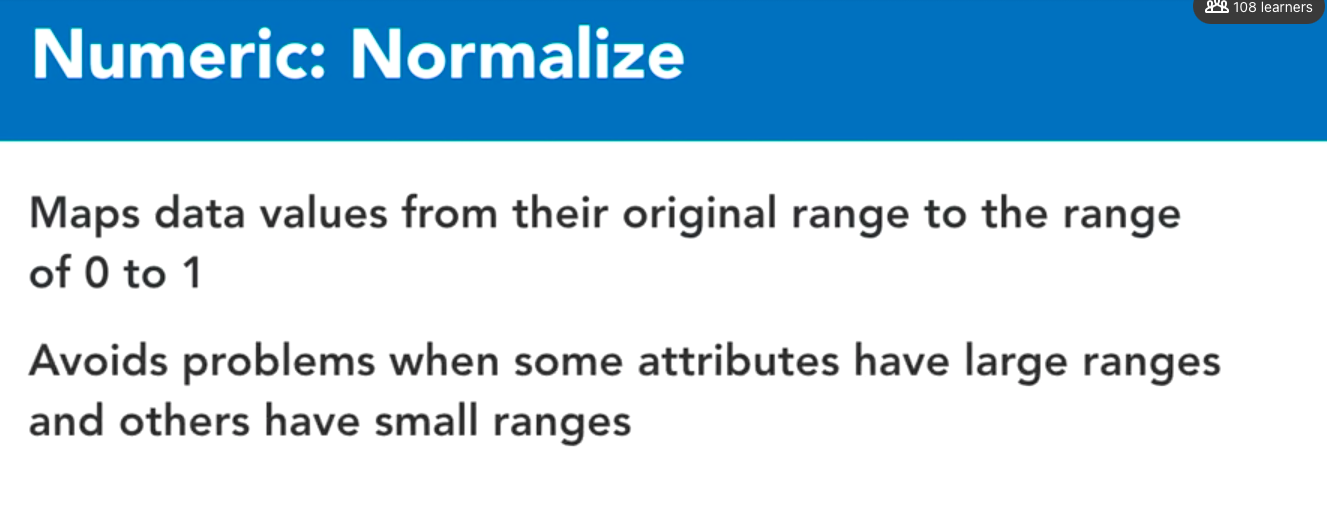 108 learners
Numeric: Normalize
Maps data values from their original range to the range
of 0 to 1
Avoids problems when some attributes have large ranges
and others have small ranges